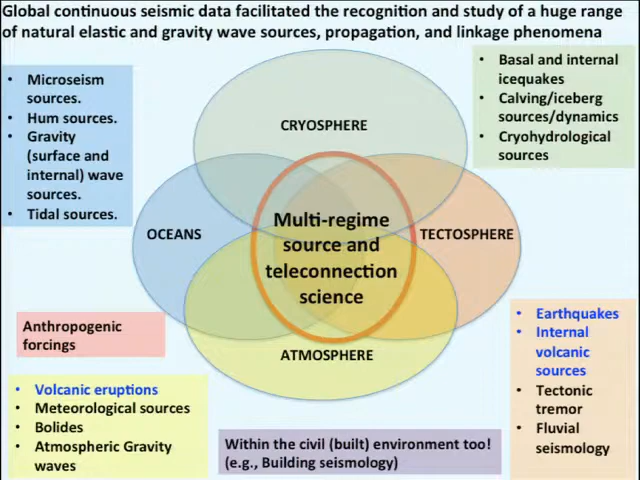 Global continuous seismic data facilitated the recognition and study of a huge range
of natural elastic and gravity wave sources, propagation, and linkage phenomena
• Microseism
sources.
• Hum sources.
• Gravity
(surface and
internal) wave
sources.
• Tidal sources.
• Basal and internal
icequakes
• Calving/iceberg
sources/dynamics
• Cryohydrological
sources
CRYOSPHERE
OCEANS
Multi-regime
source and
teleconnection
science
TECTOSPHERE
ATMOSPHERE
Anthropogenic
forcings
• Earthquakes
• Internal
volcanic
sources
• Tectonic
tremor
• Fluvial
seismology
• Volcanic eruptions
• Meteorological sources
• Bolides
• Atmospheric Gravity
waves
Within the civil (built) environment too!
(e.g., Building seismology)